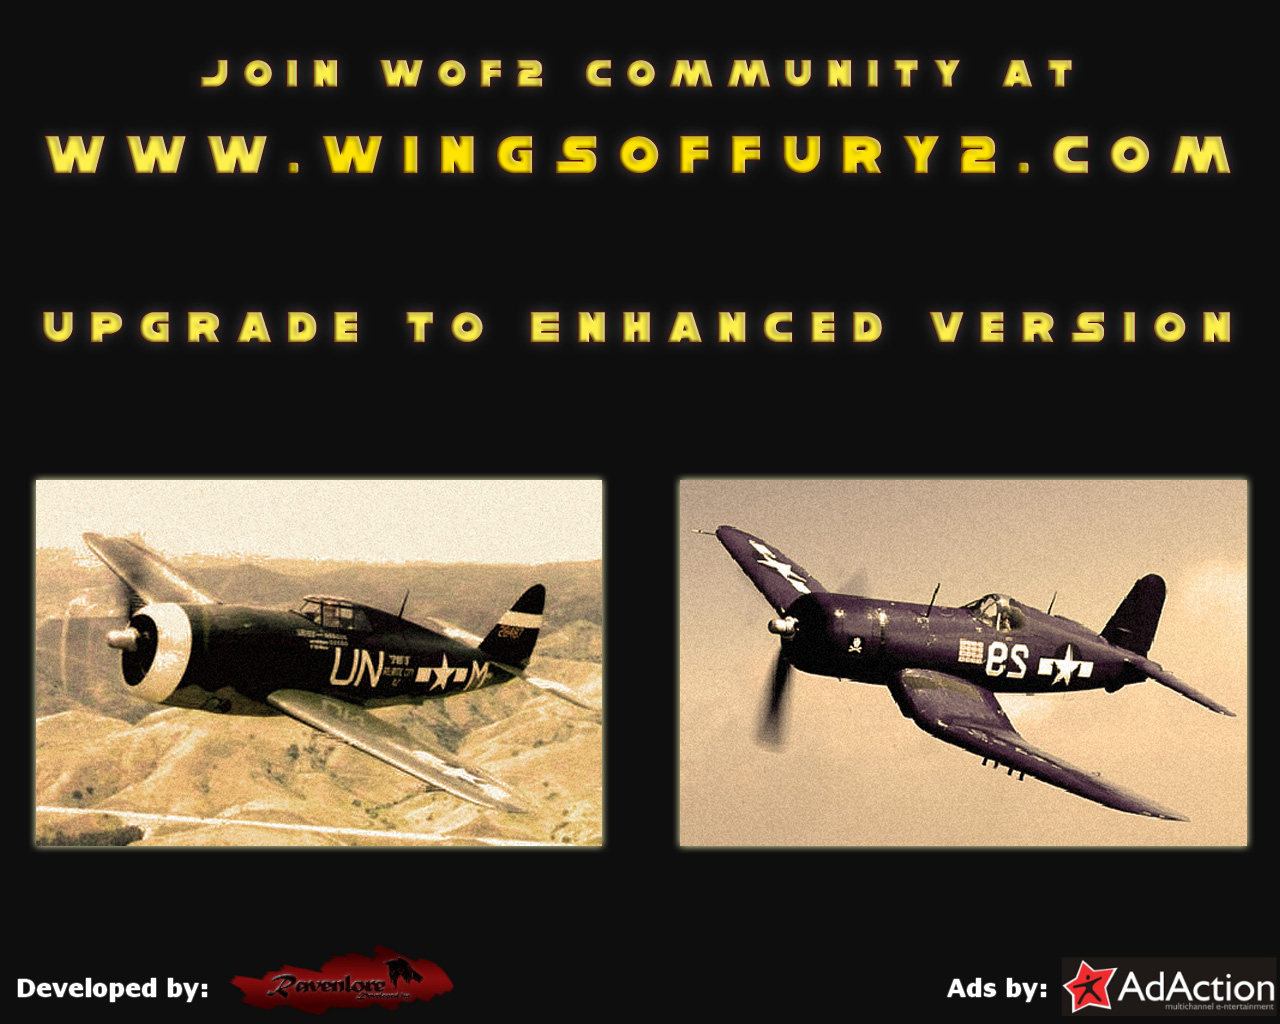 JOIN WOF2 COMMUNITY AT
WWW.WINGSOFFURY2.COM
UPGRADE TO ENHANCED VERSION
UN M
29
Developed by:
Ravenlore
Ads by:
AdAction
multichannel e-ntertainment